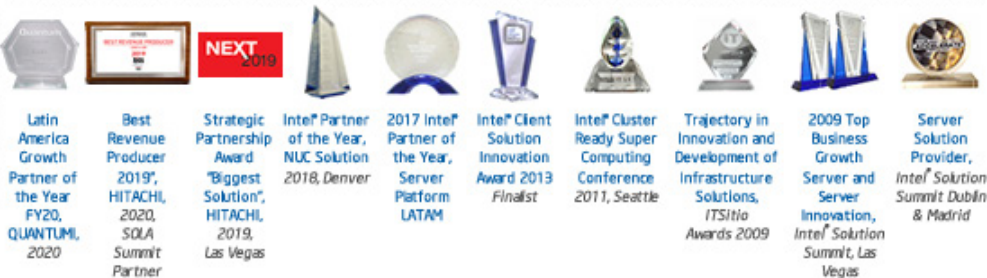 QUANTUM
NEXT
2019
Latin
America
Growth
Partner of
the Year
FY20,
QUANTUMI,
2020
Best
Revenue
Producer
2019",
HITACHI,
2020,
SOLA
Summit
Partner
Strategic
Partnership
Award
"Biggest
Solution",
HITACHI,
2019,
Las Vegas
Intel® Partner
of the Year,
NUC Solution
2018, Denver
2017 Intel®
Partner of
the Year,
Server
Platform
LATAM
Intel® Client
Solution
Innovation
Award 2013
Finalist
Intel® Cluster
Ready Super
Computing
Conference
2011, Seattle
Trajectory in
Innovation and
Development of
Infrastructure
Solutions,
ITSitio
Awards 2009
2009 Top
Business
Growth
Server and
Server
Innovation,
Intel® Solution
Summit, Las
Vegas
Server
Solution
Provider,
Intel® Solution
Summit Dublin
& Madrid